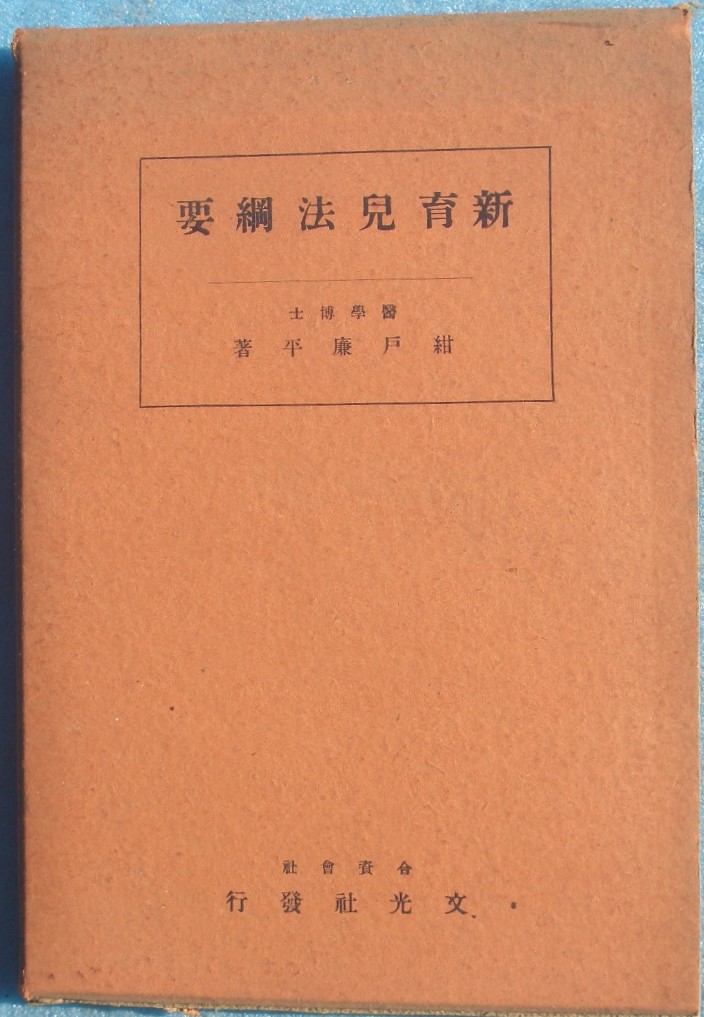 新育兒法綱要
醫學博士
紺戸廉平著
合資會社
文光社發行